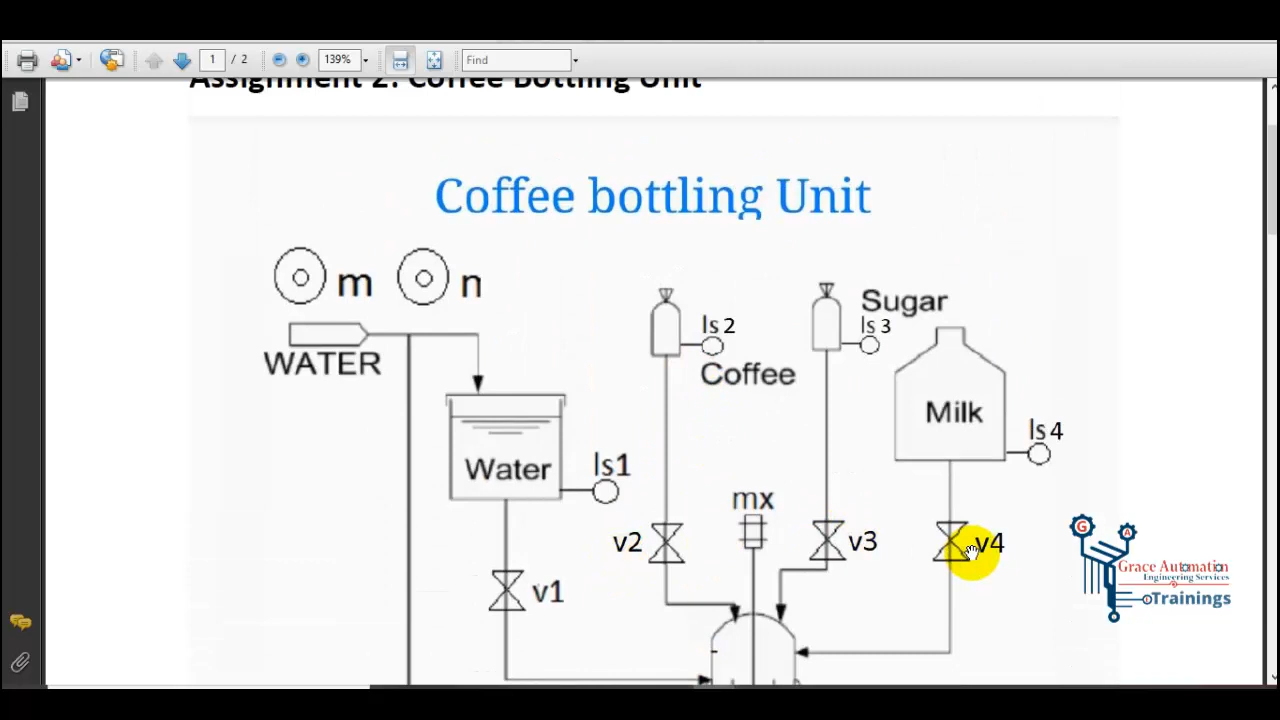 1 / 2 139% Find
Assignment 2: Coffee Bottling Unit
Coffee bottling Unit
m n
WATER
Sugar
ls 2 ls 3
Coffee
Milk
ls 4
Water ls1
mx
v2 v3 v4
v1
G A
Grace Automation
Engineering Services
Trainings